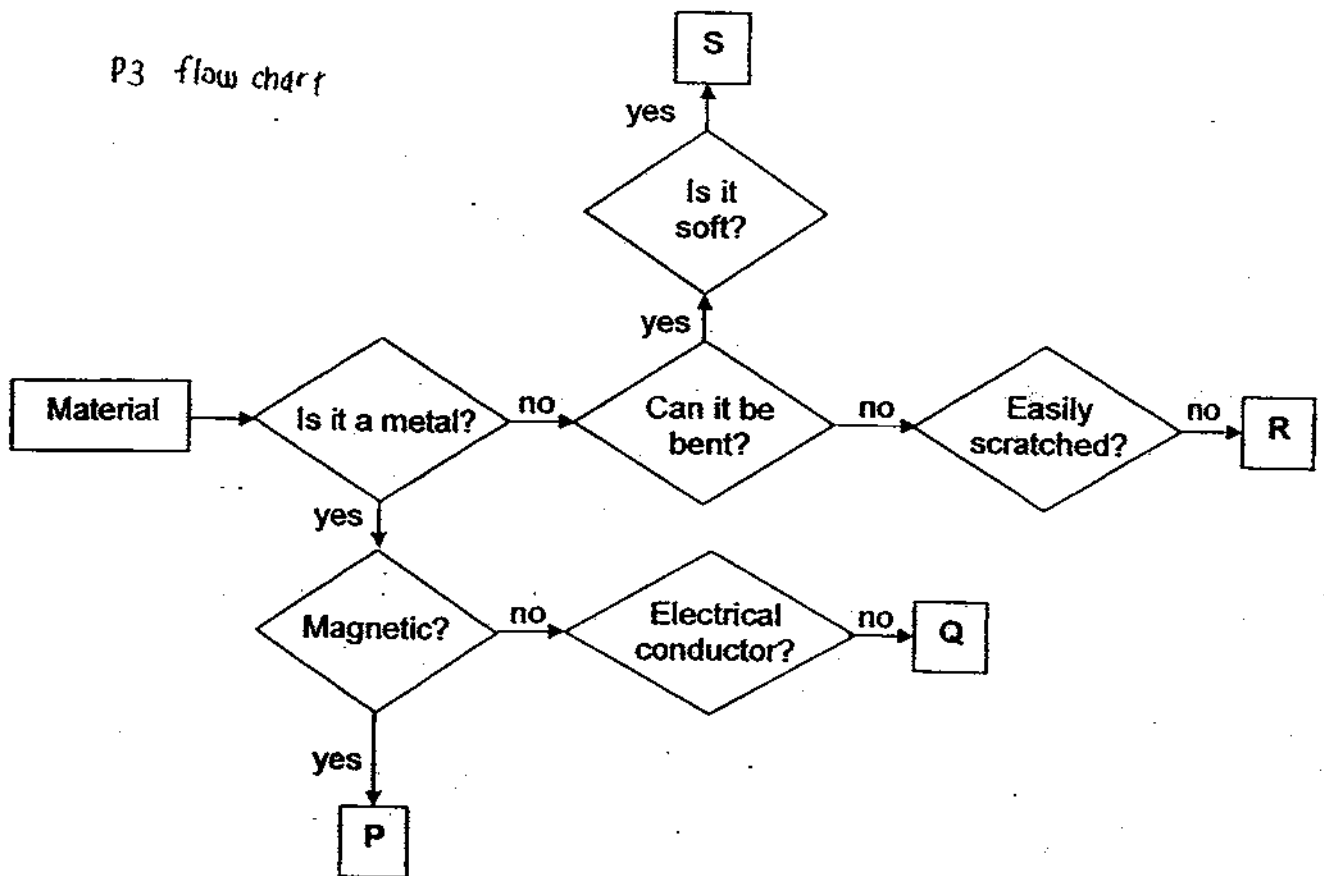 P3 flow chart
S
yes
Is it
soft?
yes
Material
Is it a metal?
no
Can it be
bent?
no
Easily
scratched?
no
R
yes
Magnetic?
no
Electrical
conductor?
no
Q
yes
P